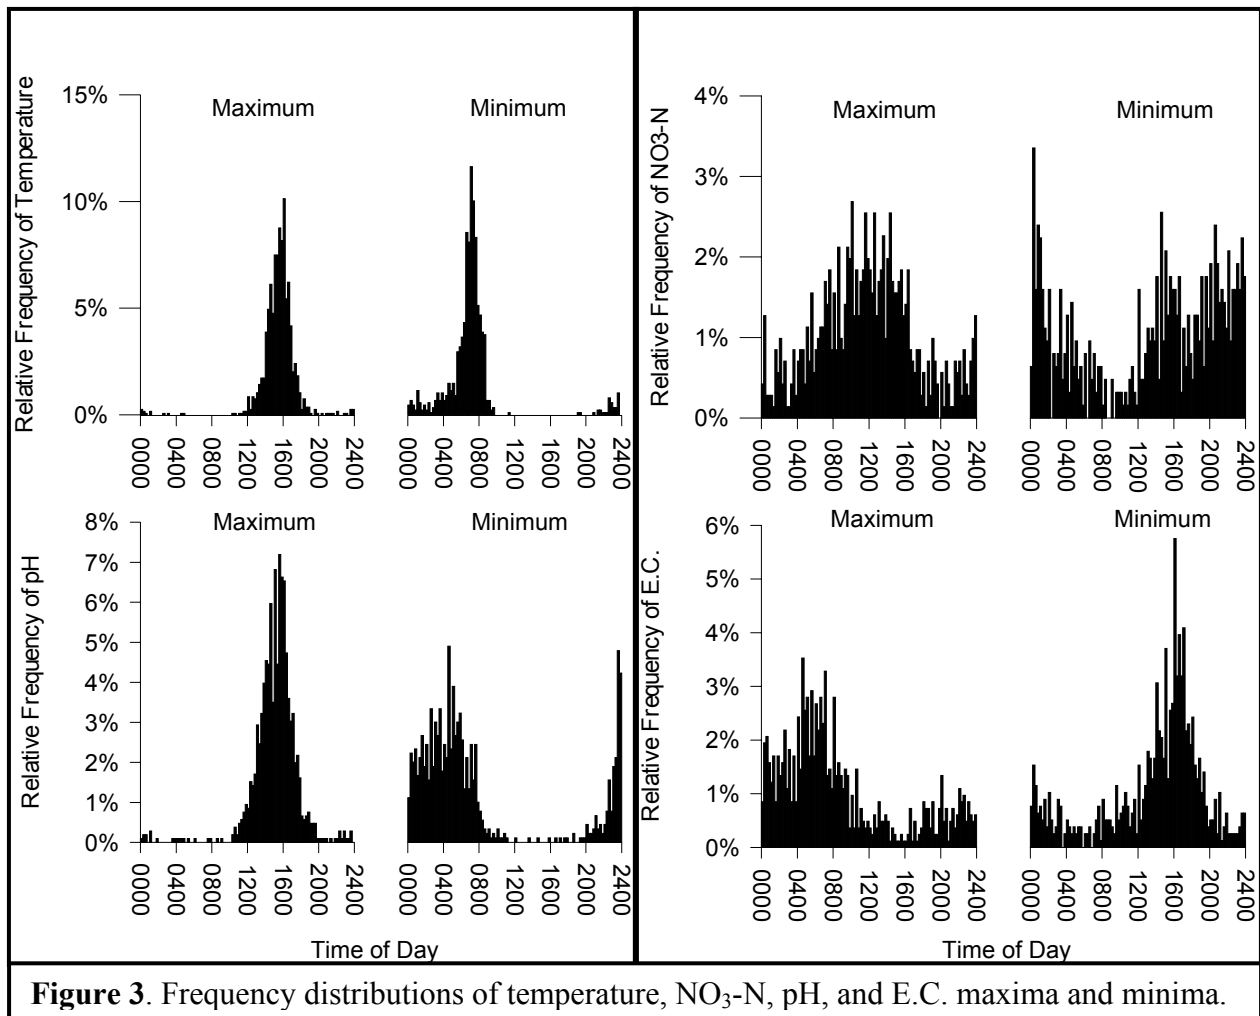 Relative Frequency of Temperature
15%
10%
5%
0%
Maximum
Minimum
0000 0400 0800 1200 1600 2000 2400
0000 0400 0800 1200 1600 2000 2400
Relative Frequency of pH
8%
7%
6%
5%
4%
3%
2%
1%
0%
Maximum
Minimum
0000 0400 0800 1200 1600 2000 2400
0000 0400 0800 1200 1600 2000 2400
Time of Day
Relative Frequency of NO3-N
4%
3%
2%
1%
0%
Maximum
Minimum
0000 0400 0800 1200 1600 2000 2400
0000 0400 0800 1200 1600 2000 2400
Relative Frequency of E.C.
6%
5%
4%
3%
2%
1%
0%
Maximum
Minimum
0000 0400 0800 1200 1600 2000 2400
0000 0400 0800 1200 1600 2000 2400
Time of Day
Figure 3. Frequency distributions of temperature, NO₃-N, pH, and E.C. maxima and minima.